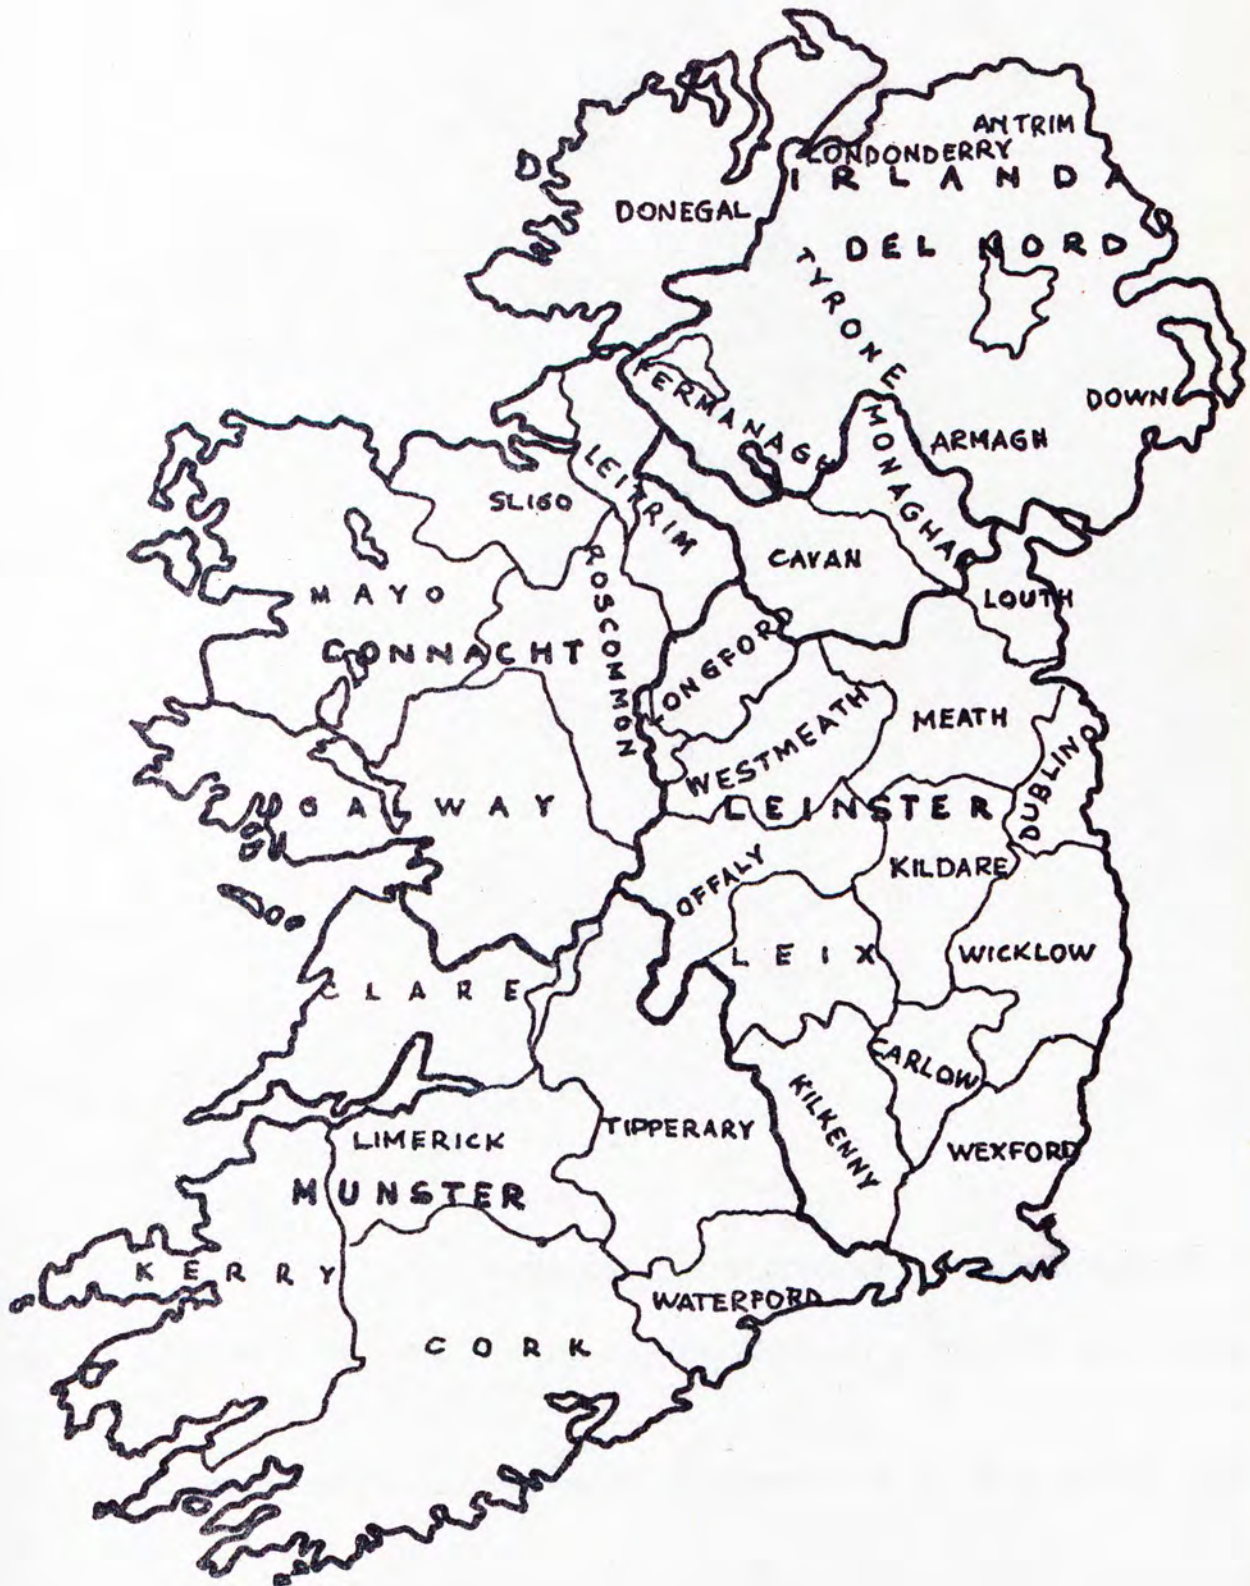 ANTRIM
LONDONDERRY
IRLANDA
DONEGAL
DEL NORD
TYRONE
FERMANAGH
DOWN
MONAGHAN
ARMAGH
LEITRIM
SLIGO
CAVAN
ROSCOMMON
MAYO
LOUTH
CONNACHT
LONGFORD
MEATH
WESTMEATH
DUBLINO
GALWAY
LEINSTER
KILDARE
OFFALY
LEIX
WICKLOW
CLARE
CARLOW
KILKENNY
TIPPERARY
LIMERICK
WEXFORD
MUNSTER
KERRY
WATERFORD
CORK